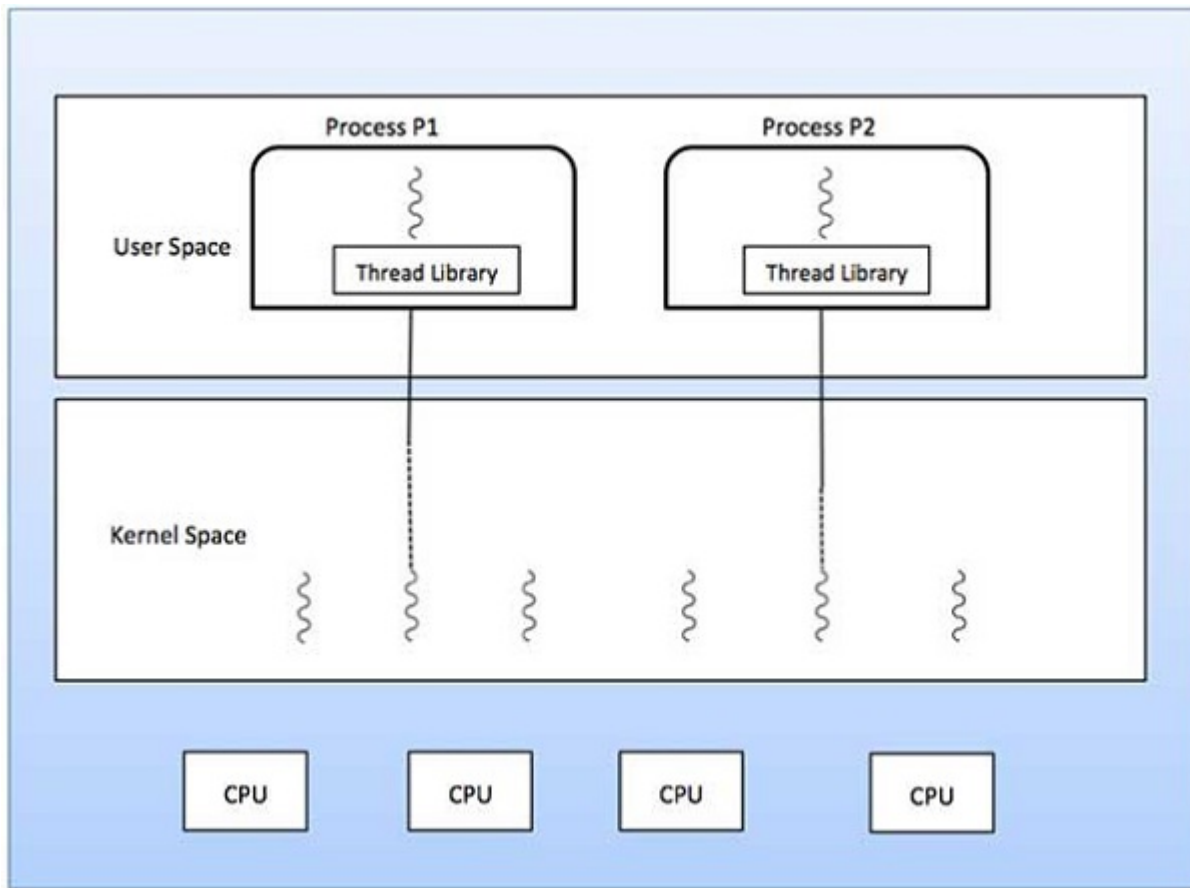 Process P1
Process P2
User Space
Thread Library
Thread Library
Kernel Space
CPU
CPU
CPU
CPU